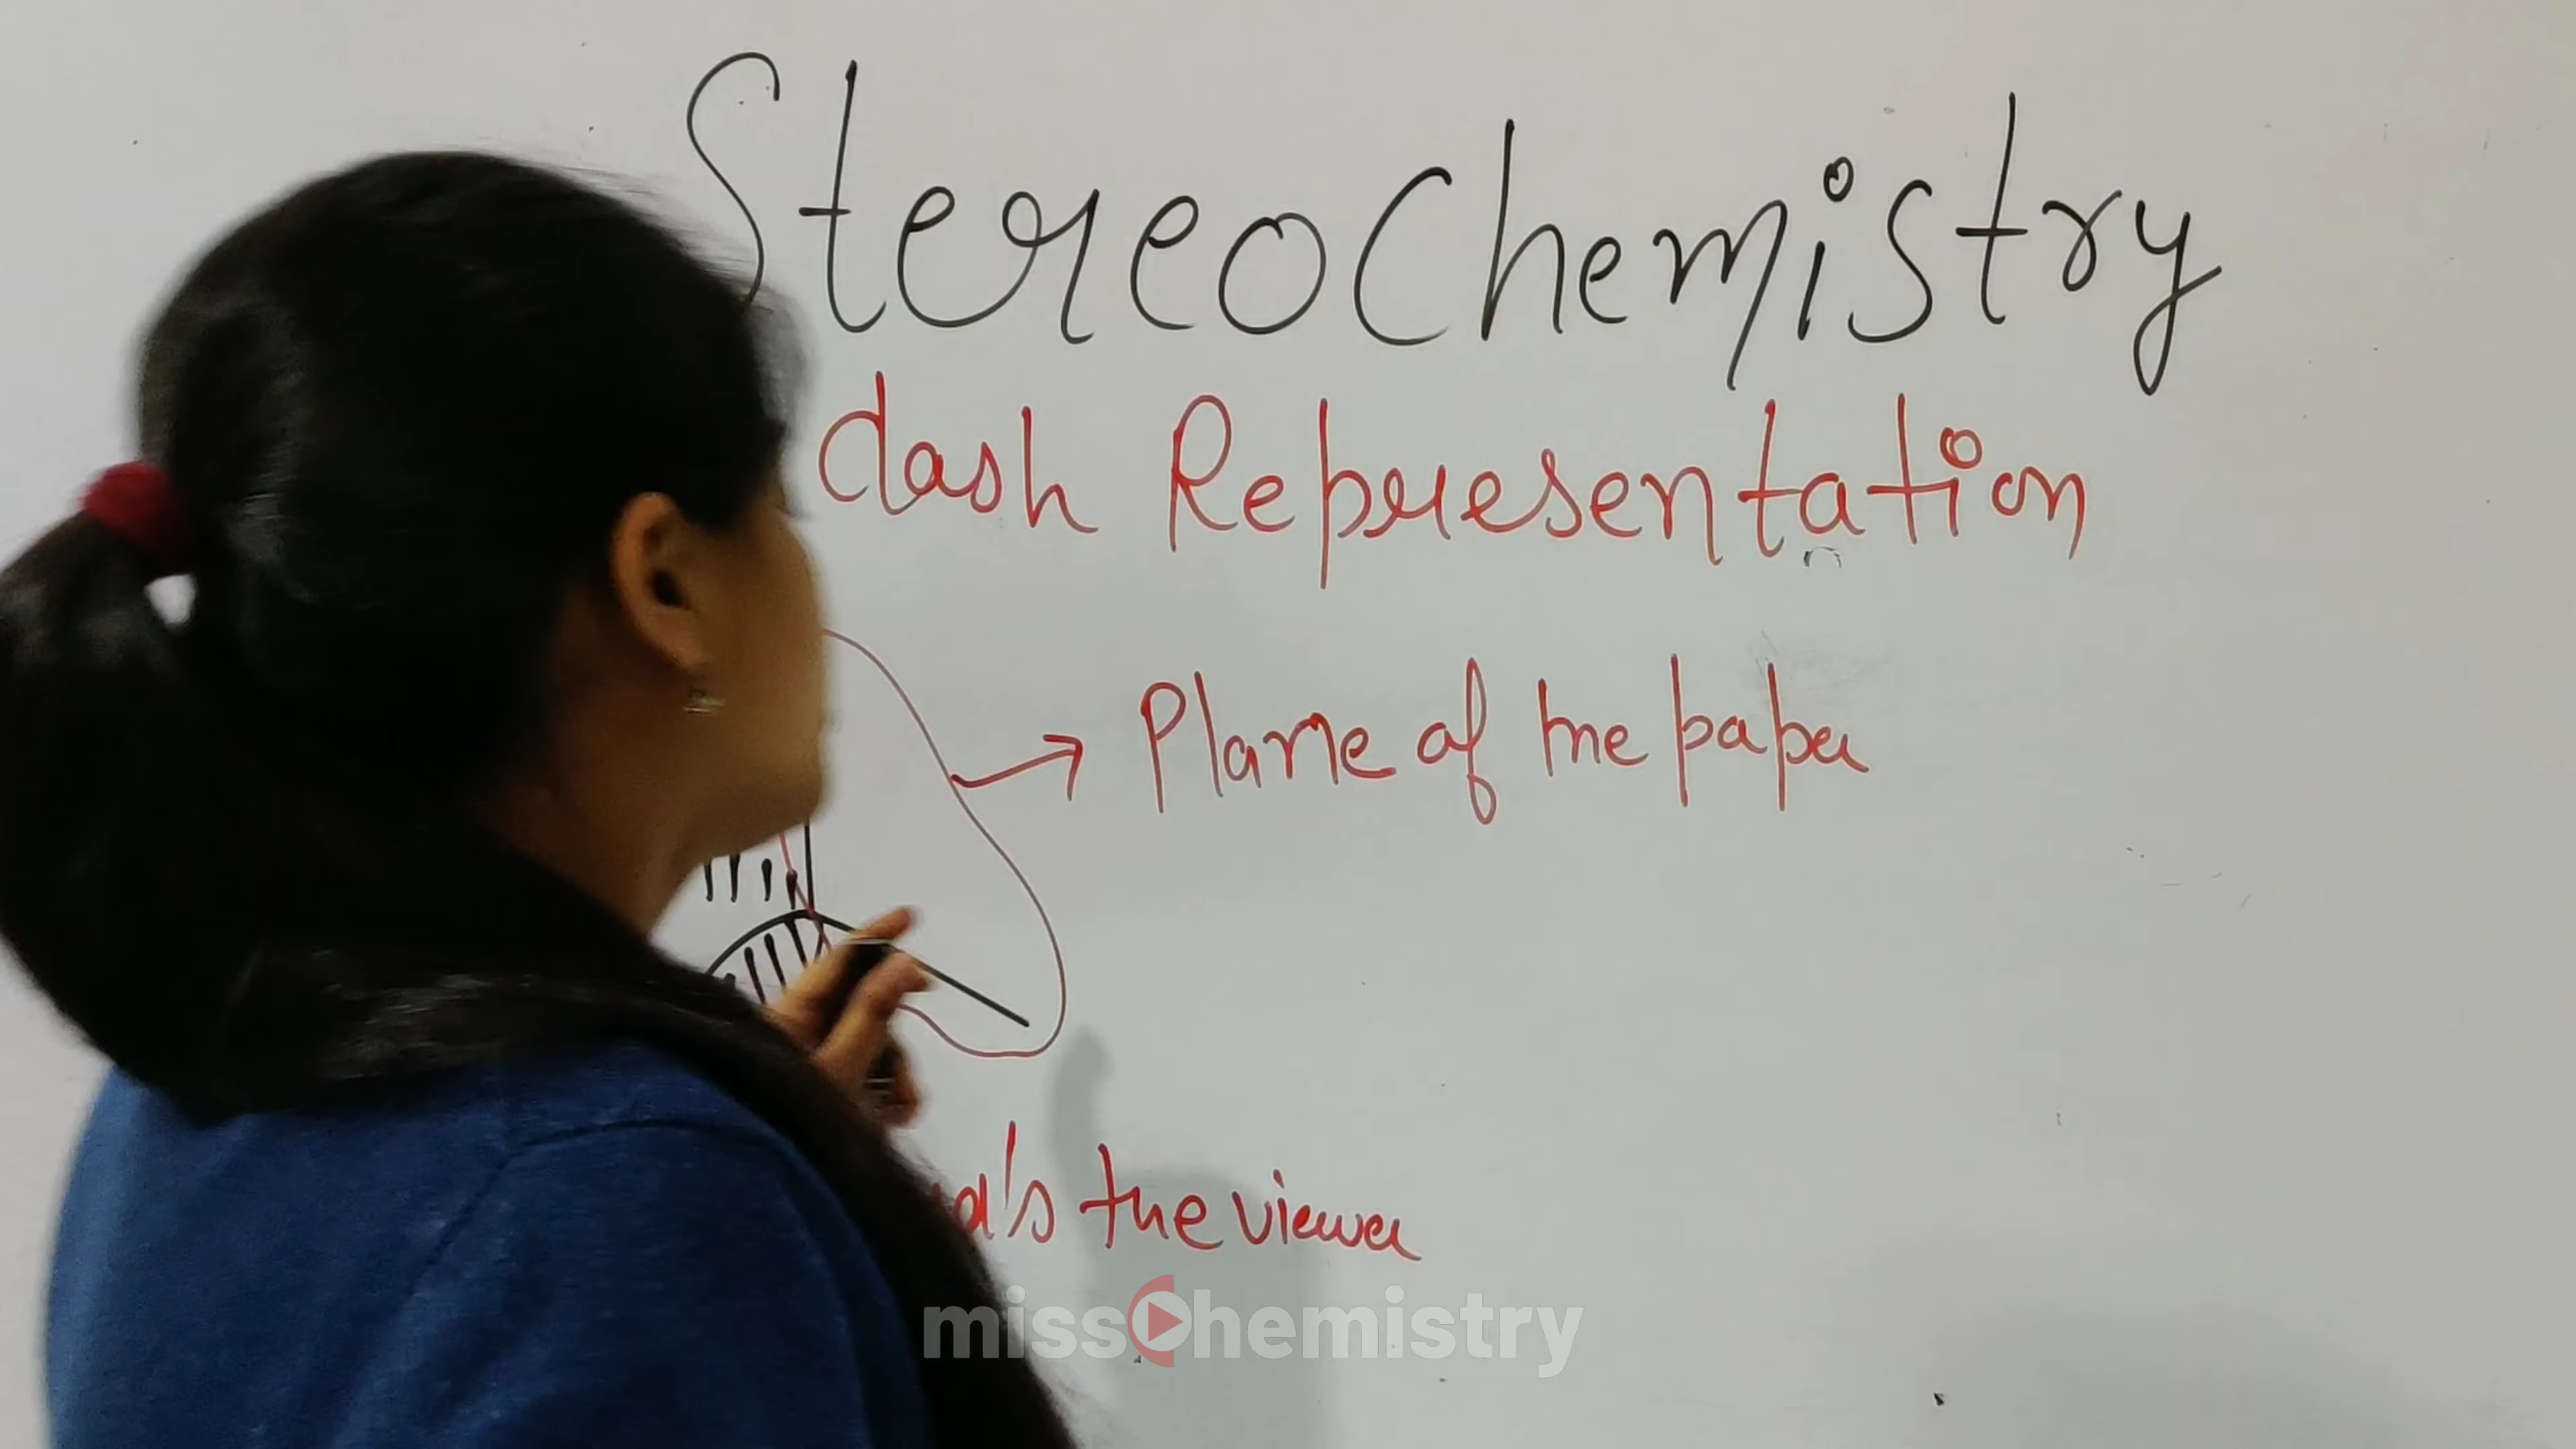 Stereochemistry
dash Representation
Plane of the paper
the viewer
missChemistry